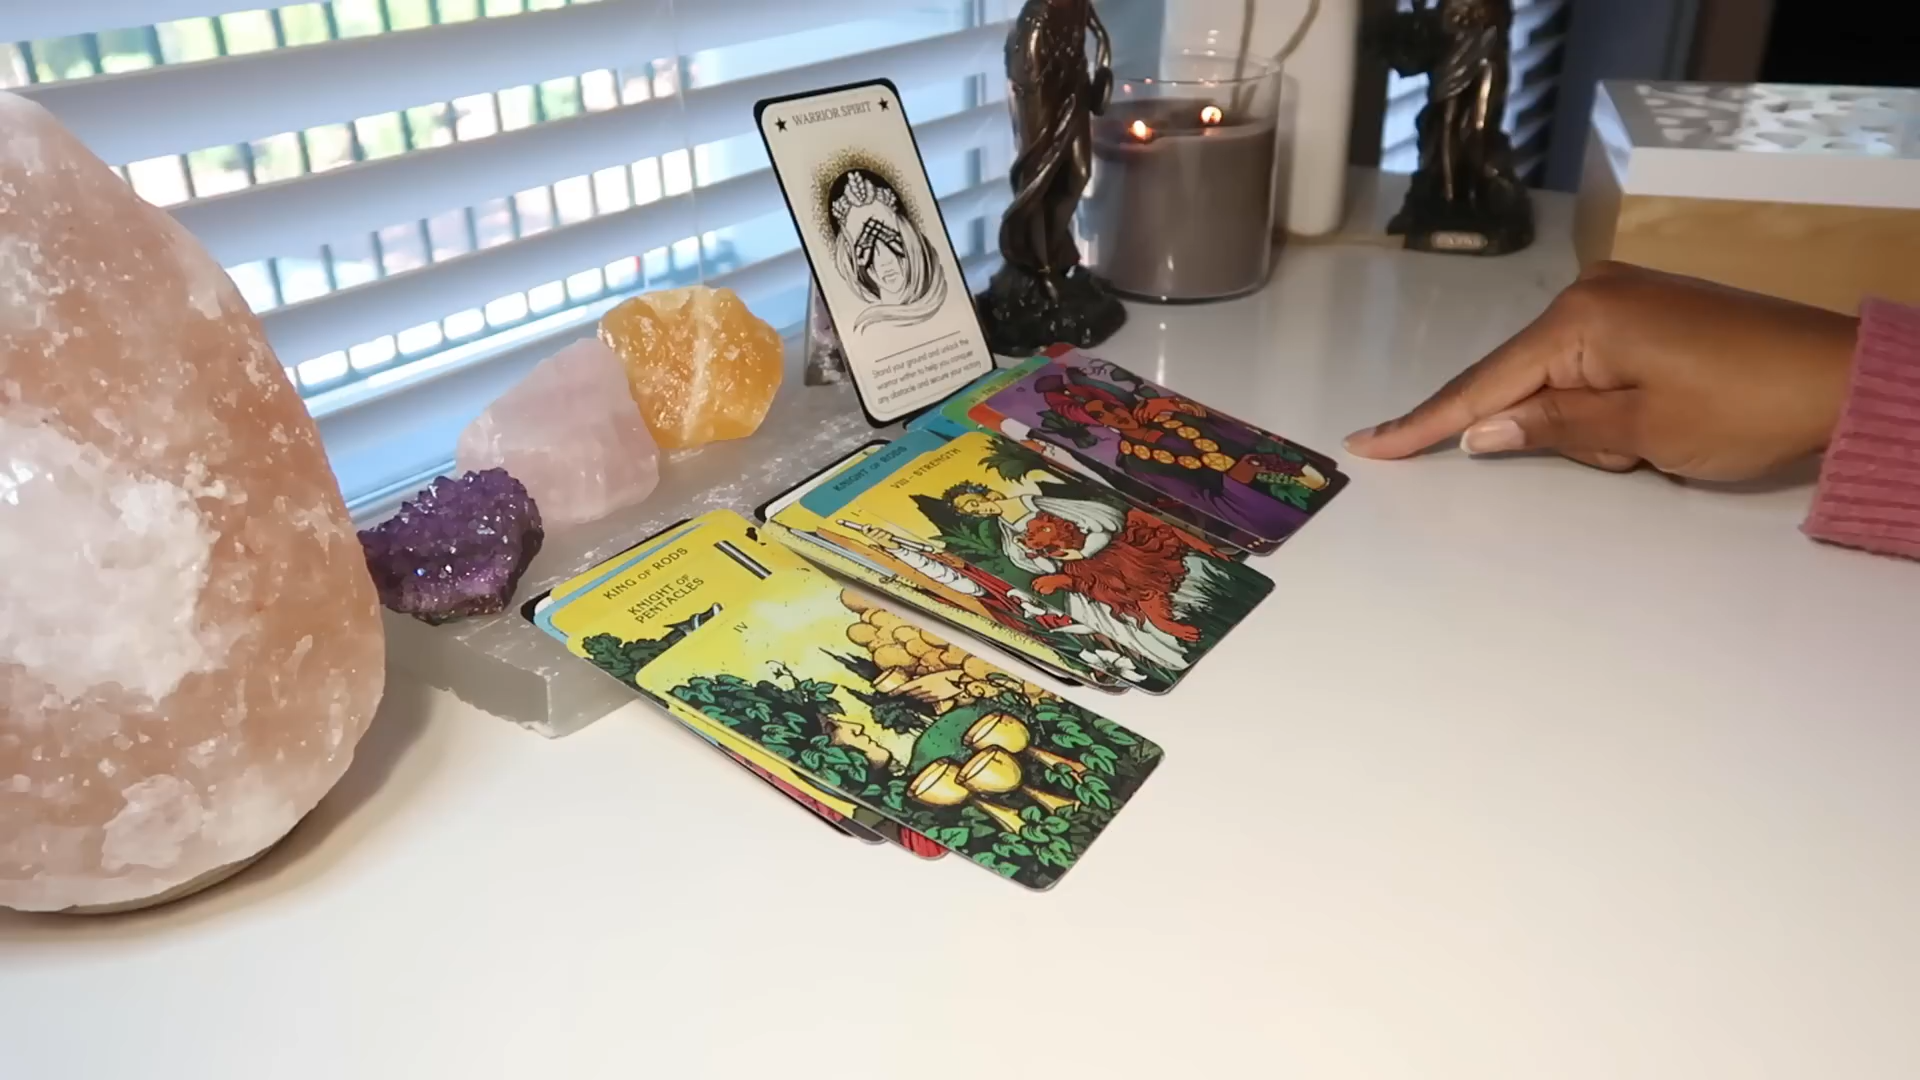 WARRIOR SPIRIT
Stand your ground and unlock the
warrior within to help you conquer
any obstacle and secure your victory
KNIGHT OF RODS
VIII - STRENGTH
I -
KING OF RODS
KNIGHT OF
PENTACLES
IV